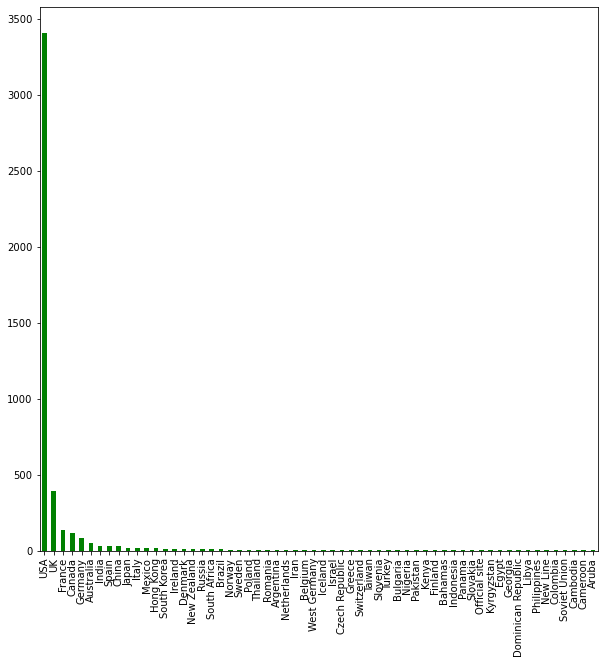 3500
3000
2500
2000
1500
1000
500
0
USA
UK
France
Canada
Germany
Australia
India
Spain
China
Japan
Italy
Mexico
Hong Kong
South Korea
Ireland
Denmark
New Zealand
Russia
South Africa
Brazil
Norway
Sweden
Poland
Thailand
Romania
Argentina
Netherlands
Iran
Belgium
West Germany
Iceland
Israel
Czech Republic
Greece
Switzerland
Taiwan
Slovenia
Turkey
Bulgaria
Nigeria
Pakistan
Kenya
Finland
Bahamas
Indonesia
Panama
Slovakia
Official site
Kyrgyzstan
Egypt
Georgia
Dominican Republic
Libya
Philippines
New Line
Colombia
Soviet Union
Cambodia
Cameroon
Aruba